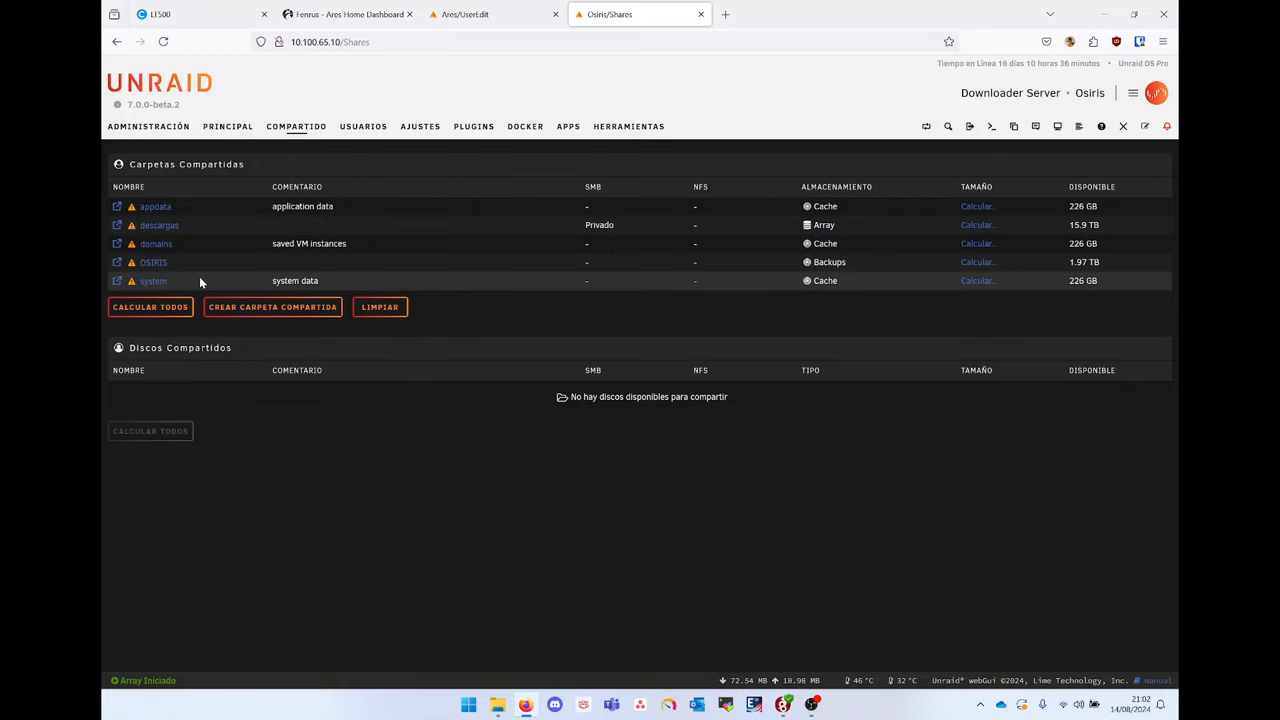 LT500
Fenrus - Ares Home Dashboard
Ares/UserEdit
Osiris/Shares
10.100.65.10/Shares
Tiempo en Línea 16 días 10 horas 36 minutos • Unraid OS Pro
UNRAID
7.0.0-beta.2
Downloader Server • Osiris
ADMINISTRACIÓN PRINCIPAL COMPARTIDO USUARIOS AJUSTES PLUGINS DOCKER APPS HERRAMIENTAS
Carpetas Compartidas
NOMBRE COMENTARIO SMB NFS ALMACENAMIENTO TAMAÑO DISPONIBLE
appdata application data - - Cache Calcular... 226 GB
descargas Privado - Array Calcular... 15.9 TB
domains saved VM instances - - Cache Calcular... 226 GB
OSIRIS - - Backups Calcular... 1.97 TB
system system data - - Cache Calcular... 226 GB
CALCULAR TODOS CREAR CARPETA COMPARTIDA LIMPIAR
Discos Compartidos
NOMBRE COMENTARIO SMB NFS TIPO TAMAÑO DISPONIBLE
No hay discos disponibles para compartir
CALCULAR TODOS
Array Iniciado 72.54 MB 10.98 MB 46 °C 32 °C Unraid® webGui ©2024, Lime Technology, Inc. manual
21:02
14/08/2024